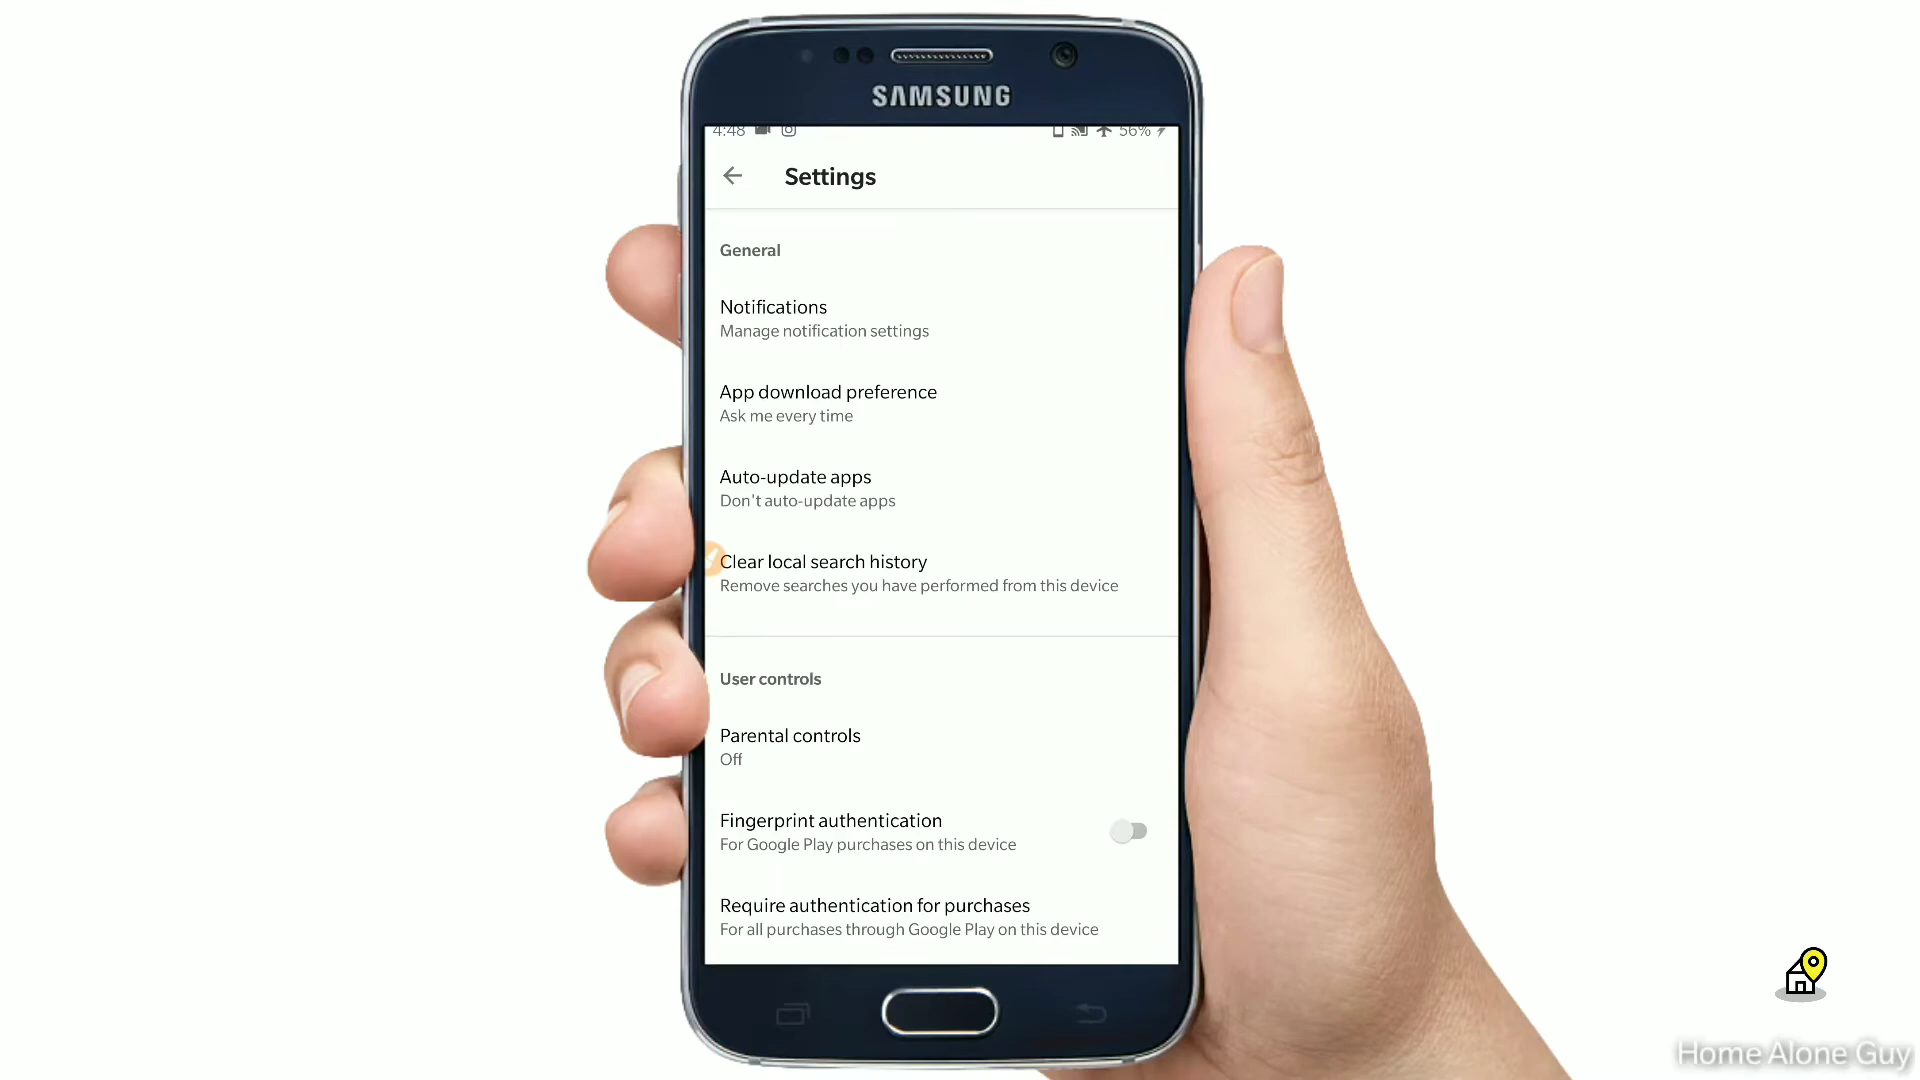 SAMSUNG
4:48 56%
Settings
General
Notifications
Manage notification settings
App download preference
Ask me every time
Auto-update apps
Don't auto-update apps
Clear local search history
Remove searches you have performed from this device
User controls
Parental controls
Off
Fingerprint authentication
For Google Play purchases on this device
Require authentication for purchases
For all purchases through Google Play on this device
Home Alone Guy